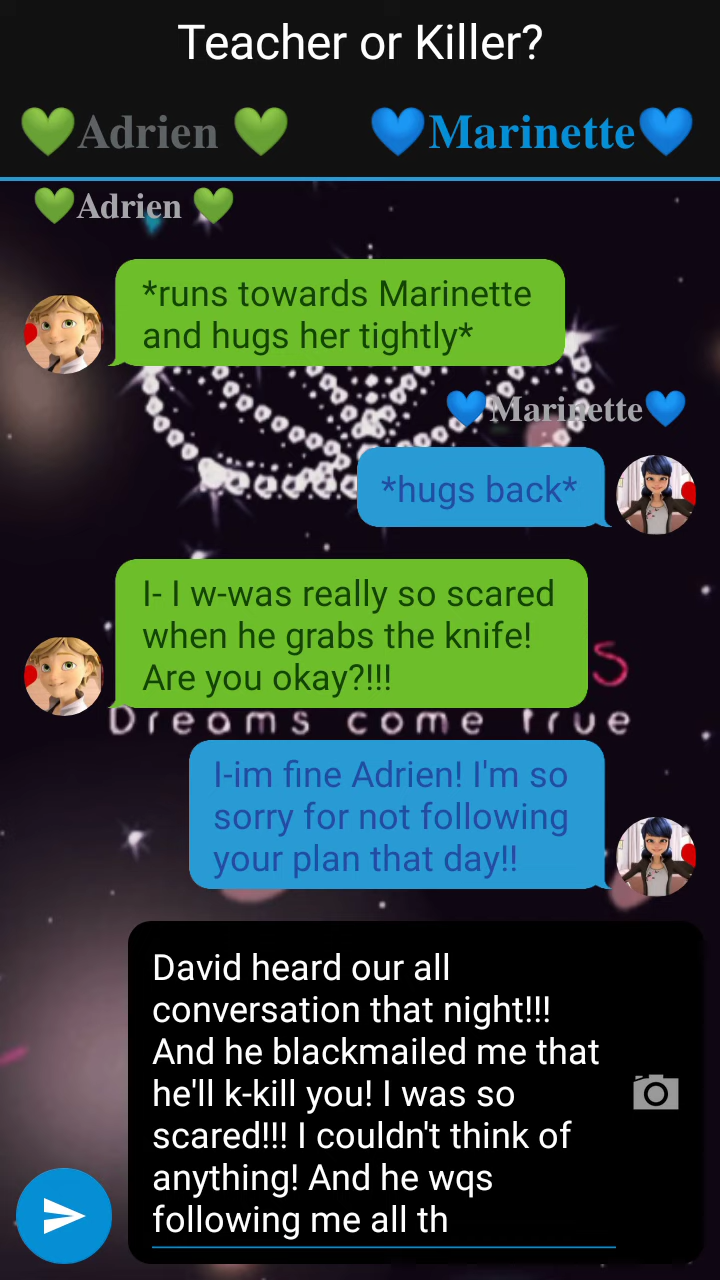 Teacher or Killer?
💚Adrien 💚 💙Marinette💙
💚Adrien 💚
*runs towards Marinette
and hugs her tightly*
💙Marinette💙
*hugs back*
I- I w-was really so scared
when he grabs the knife!
Are you okay?!!!
S
Dreams come true
I-im fine Adrien! I'm so
sorry for not following
your plan that day!!
David heard our all
conversation that night!!!
And he blackmailed me that
he'll k-kill you! I was so
scared!!! I couldn't think of
anything! And he wqs
following me all th